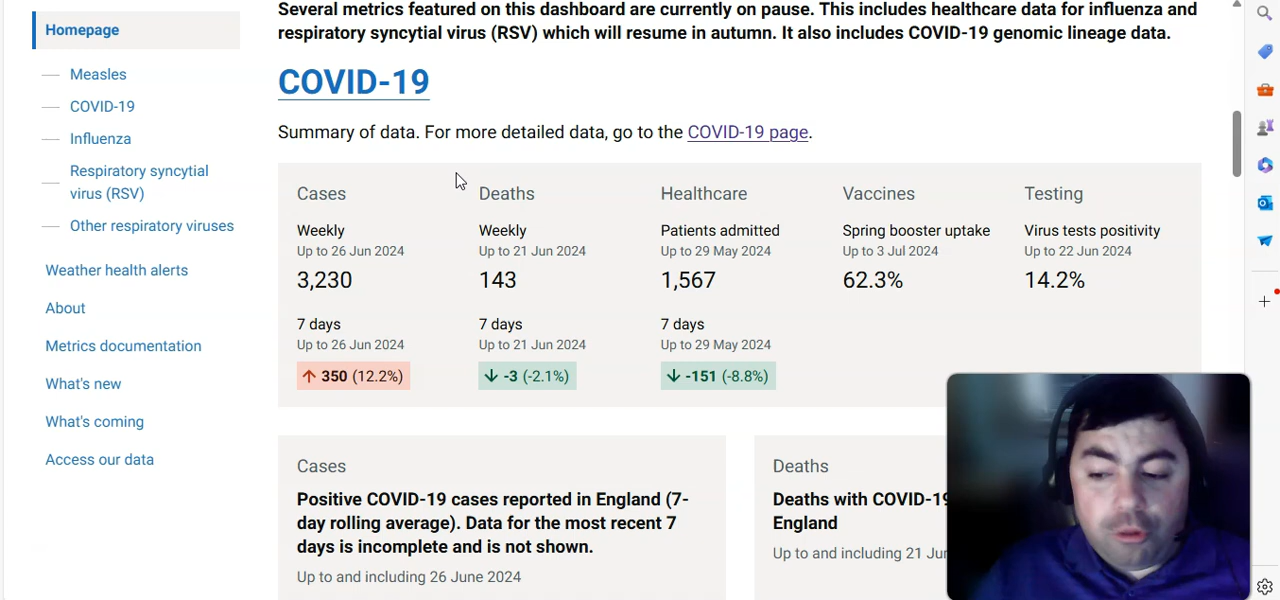 Several metrics featured on this dashboard are currently on pause. This includes healthcare data for influenza and
respiratory syncytial virus (RSV) which will resume in autumn. It also includes COVID-19 genomic lineage data.
Homepage
Measles
COVID-19
Influenza
Respiratory syncytial
virus (RSV)
Other respiratory viruses
Weather health alerts
About
Metrics documentation
What's new
What's coming
Access our data
COVID-19
Summary of data. For more detailed data, go to the COVID-19 page.
Cases
Weekly
Up to 26 Jun 2024
3,230
7 days
Up to 26 Jun 2024
350 (12.2%)
Deaths
Weekly
Up to 21 Jun 2024
143
7 days
Up to 21 Jun 2024
-3 (-2.1%)
Healthcare
Patients admitted
Up to 29 May 2024
1,567
7 days
Up to 29 May 2024
-151 (-8.8%)
Vaccines
Spring booster uptake
Up to 3 Jul 2024
62.3%
Testing
Virus tests positivity
Up to 22 Jun 2024
14.2%
Cases
Positive COVID-19 cases reported in England (7-
day rolling average). Data for the most recent 7
days is incomplete and is not shown.
Up to and including 26 June 2024
Deaths
Deaths with COVID-19
England
Up to and including 21 Jun